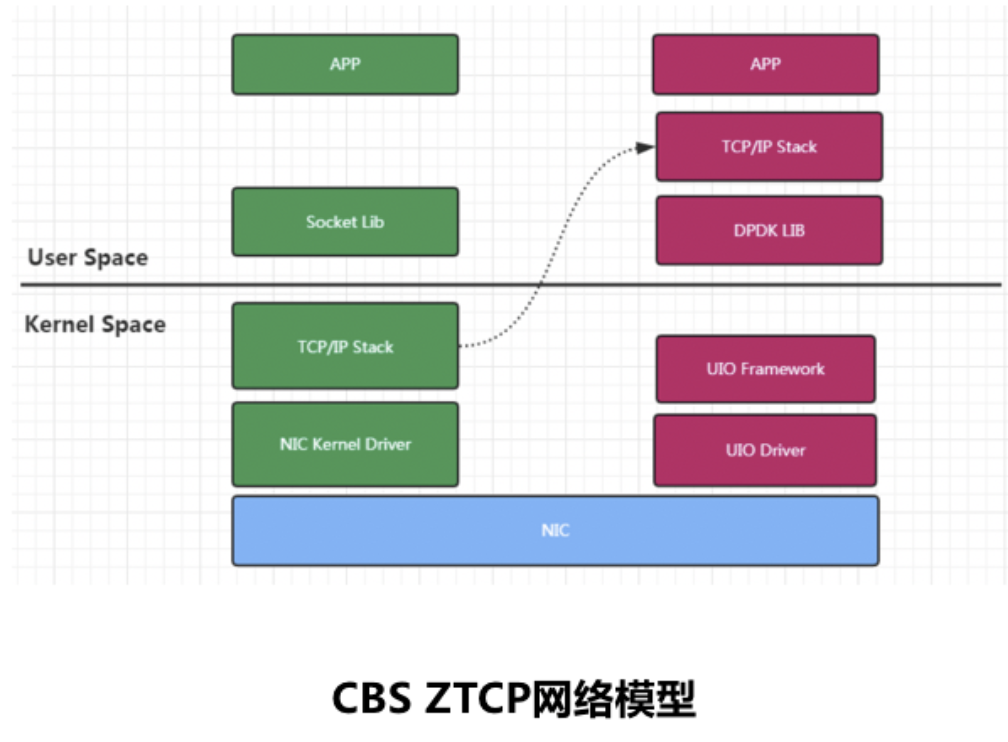 APP
APP
TCP/IP Stack
Socket Lib
DPDK LIB
User Space
Kernel Space
TCP/IP Stack
UIO Framework
NIC Kernel Driver
UIO Driver
NIC
CBS ZTCP网络模型